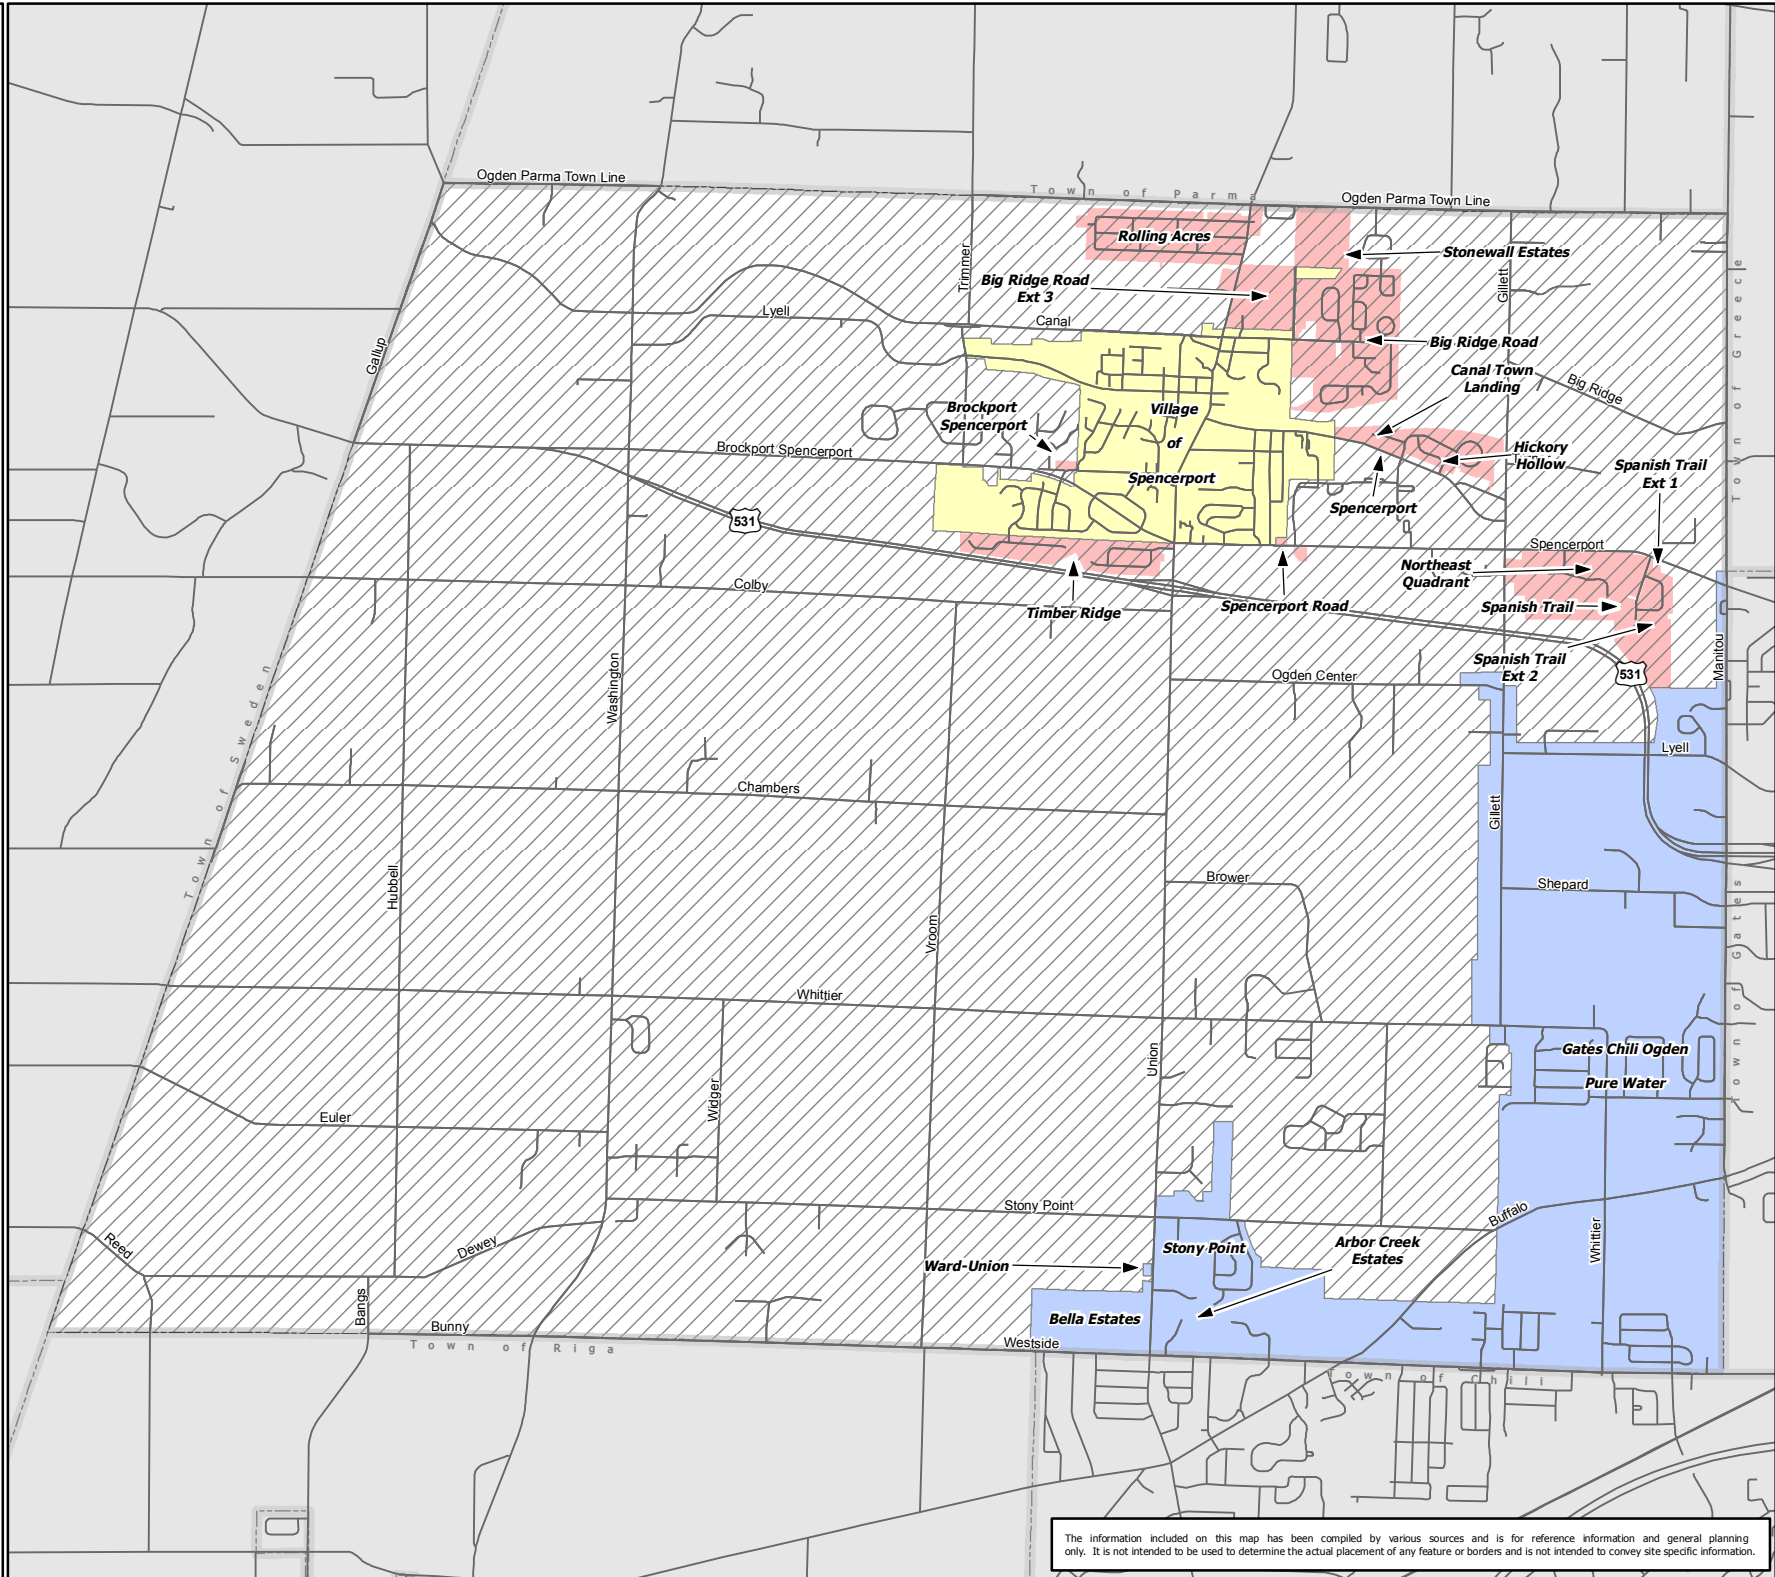 Ogden Parma Town Line
Town of Parma
Ogden Parma Town Line
Rolling Acres
Stonewall Estates
Trimmer
Gillett
Big Ridge Road
Ext 3
Town of Greece
Lyell
Canal
Gallup
Big Ridge Road
Canal Town
Landing
Big Ridge
Brockport
Spencerport
Village
of
Spencerport
Brockport Spencerport
Hickory
Hollow
Spanish Trail
Ext 1
Spencerport
531
Spencerport
Northeast
Quadrant
Colby
Timber Ridge
Spencerport Road
Spanish Trail
Manitou
Spanish Trail
Ext 2
531
Washington
Ogden Center
Town of Sweden
Lyell
Chambers
Gillett
Hubbell
Brower
Shepard
Vroom
Town of Gates
Whittier
Union
Gates Chili Ogden
Pure Water
Widger
Euler
Stony Point
Buffalo
Reed
Dewey
Stony Point
Arbor Creek
Estates
Whittier
Ward-Union
Bangs
Bella Estates
Bunny
Town of Riga
Westside
Town of Chili
The information included on this map has been compiled by various sources and is for reference information and general planning
only. It is not intended to be used to determine the actual placement of any feature or borders and is not intended to convey site specific information.